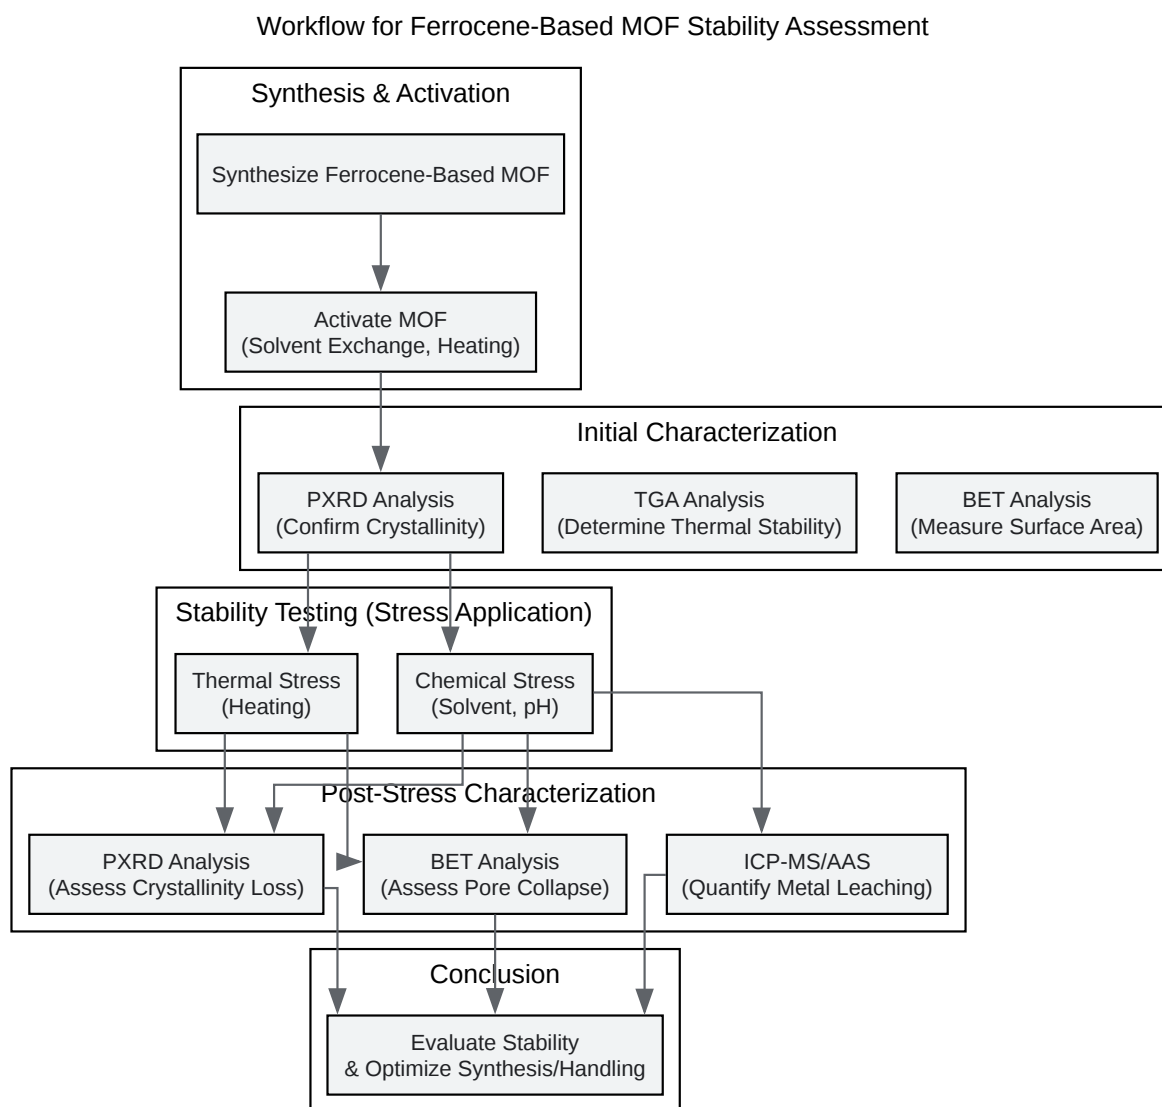 Workflow for Ferrocene-Based MOF Stability Assessment
Synthesis & Activation
Synthesize Ferrocene-Based MOF
Activate MOF
(Solvent Exchange, Heating)
Initial Characterization
PXRD Analysis
(Confirm Crystallinity)
TGA Analysis
(Determine Thermal Stability)
BET Analysis
(Measure Surface Area)
Stability Testing (Stress Application)
Thermal Stress
(Heating)
Chemical Stress
(Solvent, pH)
Post-Stress Characterization
PXRD Analysis
(Assess Crystallinity Loss)
BET Analysis
(Assess Pore Collapse)
ICP-MS/AAS
(Quantify Metal Leaching)
Conclusion
Evaluate Stability
& Optimize Synthesis/Handling